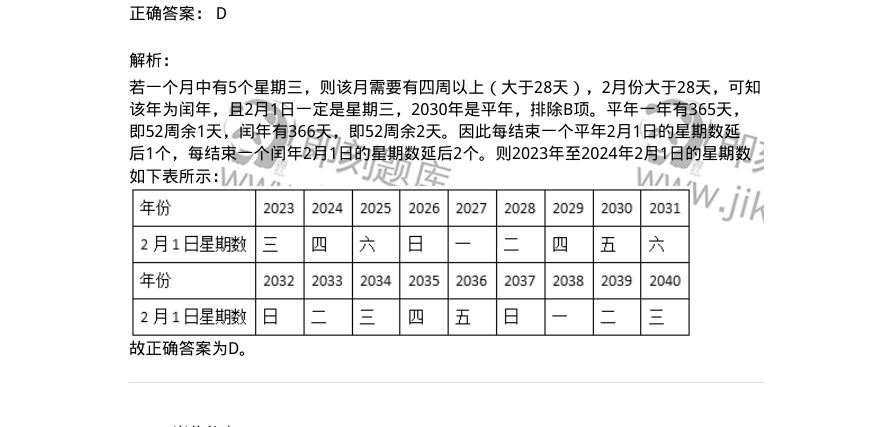 正确答案： D
解析：
若一个月中有5个星期三，则该月需要有四周以上（大于28天），2月份大于28天，可知
该年为闰年，且2月1日一定是星期三，2030年是平年，排除B项。平年一年有365天，
即52周余1天，闰年有366天，即52周余2天。因此每结束一个平年2月1日的星期数延
后1个，每结束一个闰年2月1日的星期数延后2个。则2023年至2024年2月1日的星期数
如下表所示：
年份 2023 2024 2025 2026 2027 2028 2029 2030 2031
2月1日星期数 三 四 六 日 一 二 四 五 六
年份 2032 2033 2034 2035 2036 2037 2038 2039 2040
2月1日星期数 日 二 三 四 五 日 一 二 三
故正确答案为D。
即刻题库